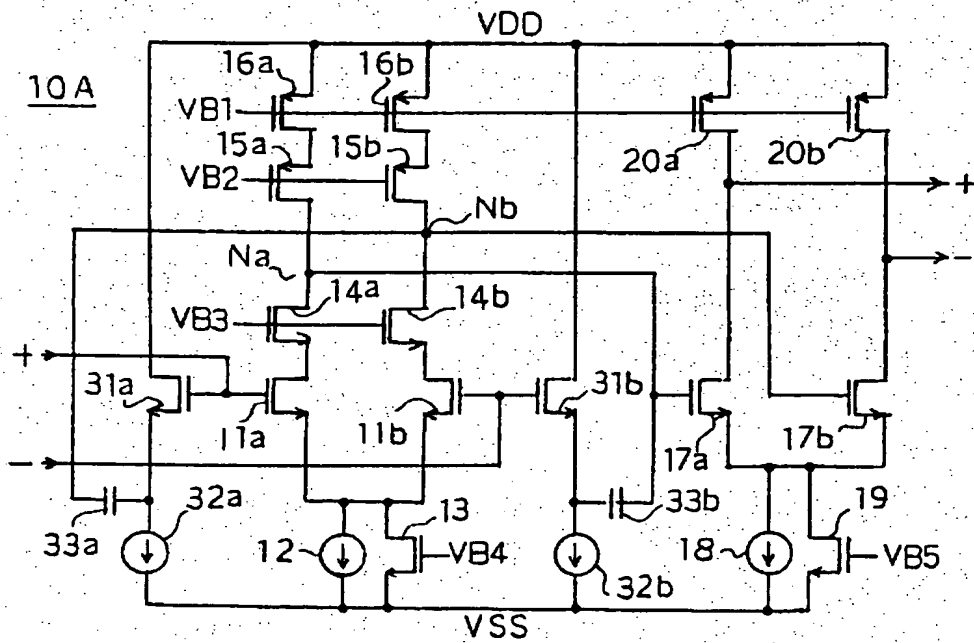 VDD
10A
16a
16b
VB1
20a
20b
15a
15b
VB2
+
Nb
Na
-
14a
14b
VB3
+
31a
11a
11b
31b
17a
17b
-
33a
32a
12
13
VB4
33b
32b
18
19
VB5
VSS